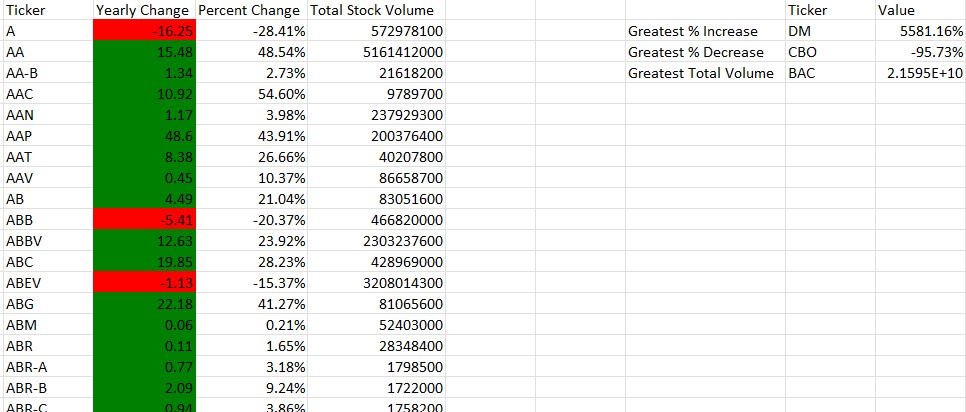 Ticker Yearly Change Percent Change Total Stock Volume Ticker Value
A -16.25 -28.41% 572978100 Greatest % Increase DM 5581.16%
AA 15.48 48.54% 5161412000 Greatest % Decrease CBO -95.73%
AA-B 1.34 2.73% 21618200 Greatest Total Volume BAC 2.1595E+10
AAC 10.92 54.60% 9789700
AAN 1.17 3.98% 237929300
AAP 48.6 43.91% 200376400
AAT 8.38 26.66% 40207800
AAV 0.45 10.37% 86658700
AB 4.49 21.04% 83051600
ABB -5.41 -20.37% 466820000
ABBV 12.63 23.92% 2303237600
ABC 19.85 28.23% 428969000
ABEV -1.13 -15.37% 3208014300
ABG 22.18 41.27% 81065600
ABM 0.06 0.21% 52403000
ABR 0.11 1.65% 28348400
ABR-A 0.77 3.18% 1798500
ABR-B 2.09 9.24% 1722000
ABR-C 0.94 3.86% 1758200